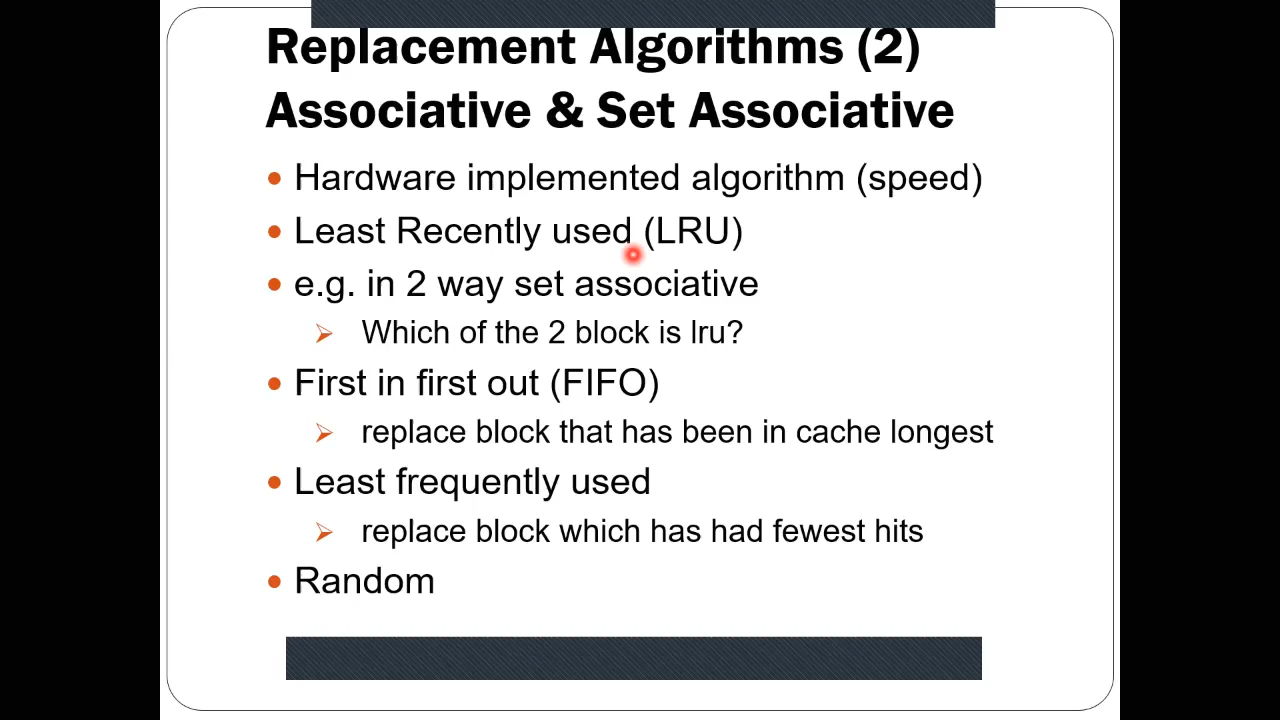 Replacement Algorithms (2)
Associative & Set Associative
Hardware implemented algorithm (speed)
Least Recently used (LRU)
e.g. in 2 way set associative
Which of the 2 block is lru?
First in first out (FIFO)
replace block that has been in cache longest
Least frequently used
replace block which has had fewest hits
Random